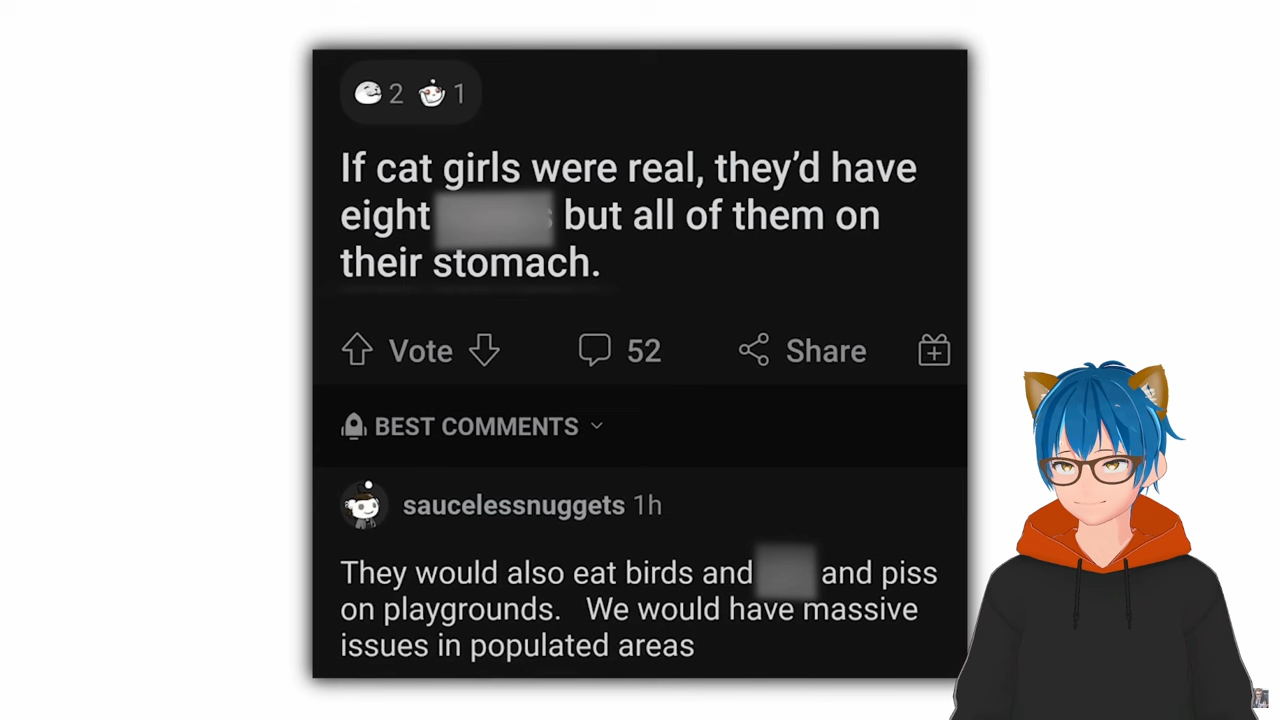 2 1
If cat girls were real, they'd have
eight but all of them on
their stomach.
Vote 52 Share
BEST COMMENTS
saucelessnuggets 1h
They would also eat birds and and piss
on playgrounds. We would have massive
issues in populated areas